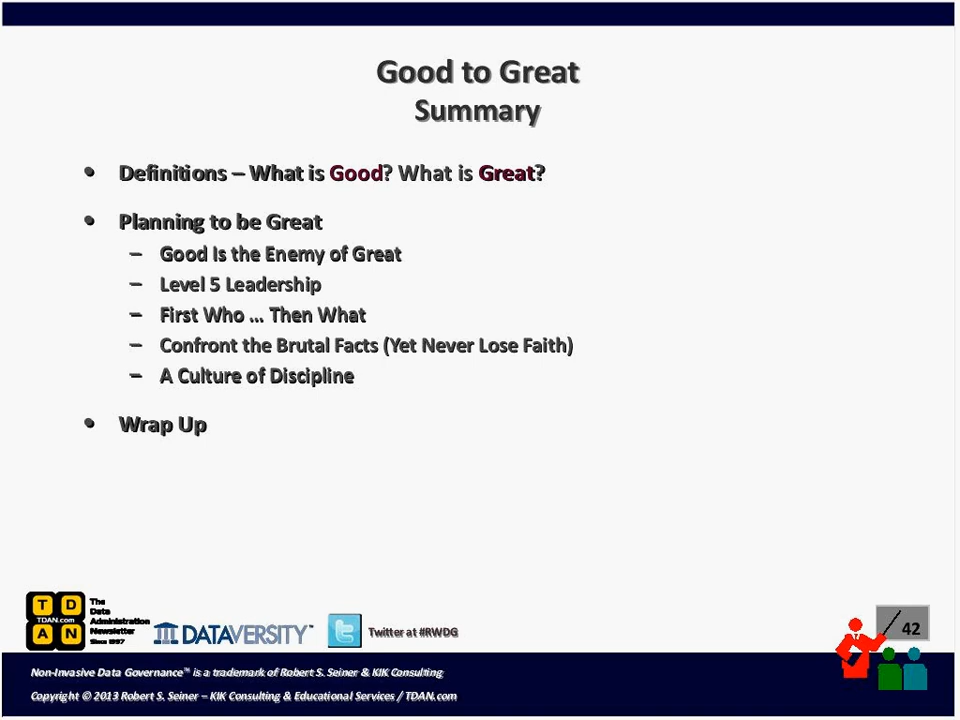 Good to Great
Summary
• Definitions – What is Good? What is Great?
• Planning to be Great
– Good Is the Enemy of Great
– Level 5 Leadership
– First Who ... Then What
– Confront the Brutal Facts (Yet Never Lose Faith)
– A Culture of Discipline
• Wrap Up
T D
TDAN.com
A N
The
Data
Administration
Newsletter
Since 1997
DATAVERSITY™
Twitter at #RWDG
42
Non-Invasive Data Governance™ is a trademark of Robert S. Seiner & KIK Consulting
Copyright © 2013 Robert S. Seiner – KIK Consulting & Educational Services / TDAN.com